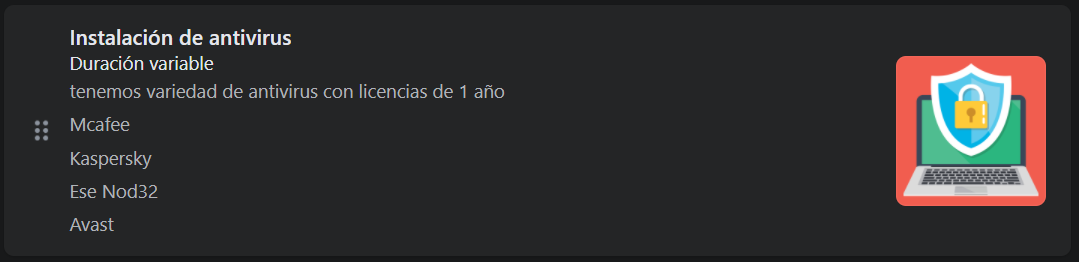 Instalación de antivirus
Duración variable
tenemos variedad de antivirus con licencias de 1 año
Mcafee
Kaspersky
Ese Nod32
Avast